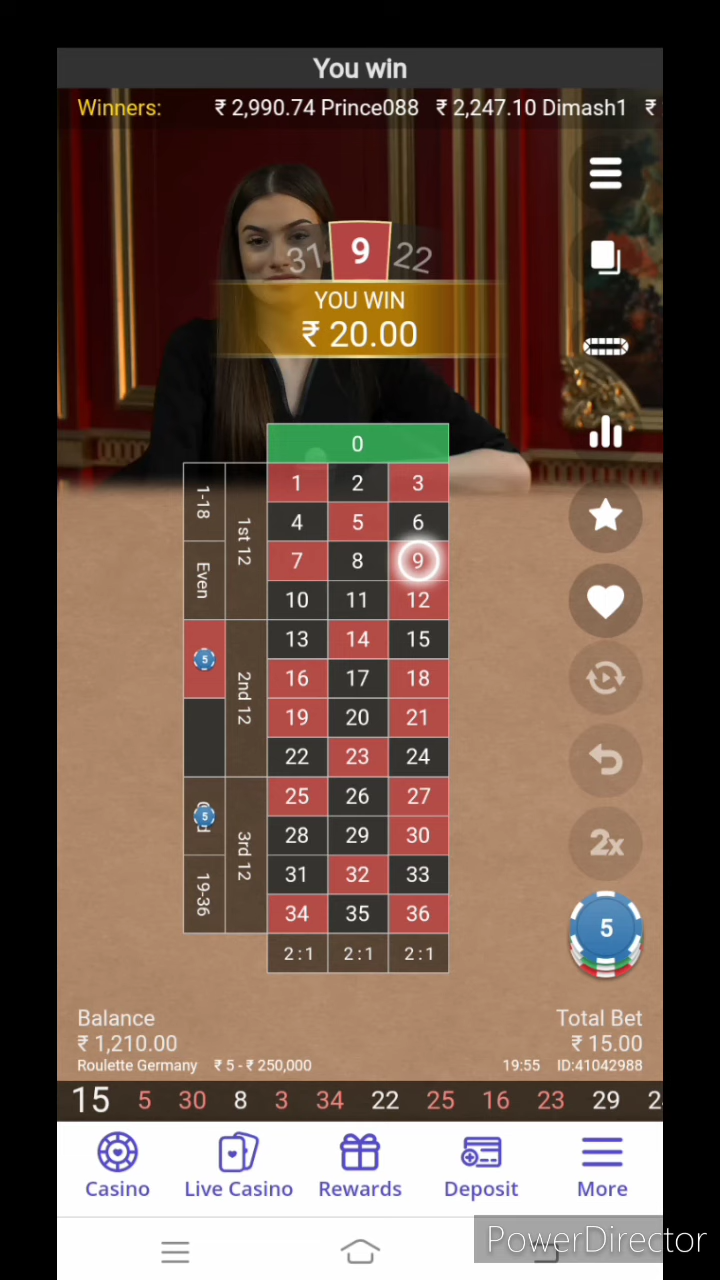 You win
Winners: ₹ 2,990.74 Prince088 ₹ 2,247.10 Dimash1 ₹
31 9 22
YOU WIN
₹ 20.00
0
1 2 3
1-18
4 5 6
1st 12
7 8 9
Even
10 11 12
13 14 15
5
16 17 18
2nd 12
19 20 21
22 23 24
25 26 27
5
28 29 30
3rd 12
31 32 33
19-36
34 35 36
2:1 2:1 2:1
2x
5
Balance
₹ 1,210.00
Total Bet
₹ 15.00
Roulette Germany ₹ 5 - ₹ 250,000 19:55 ID:41042988
15 5 30 8 3 34 22 25 16 23 29
Casino Live Casino Rewards Deposit More
PowerDirector